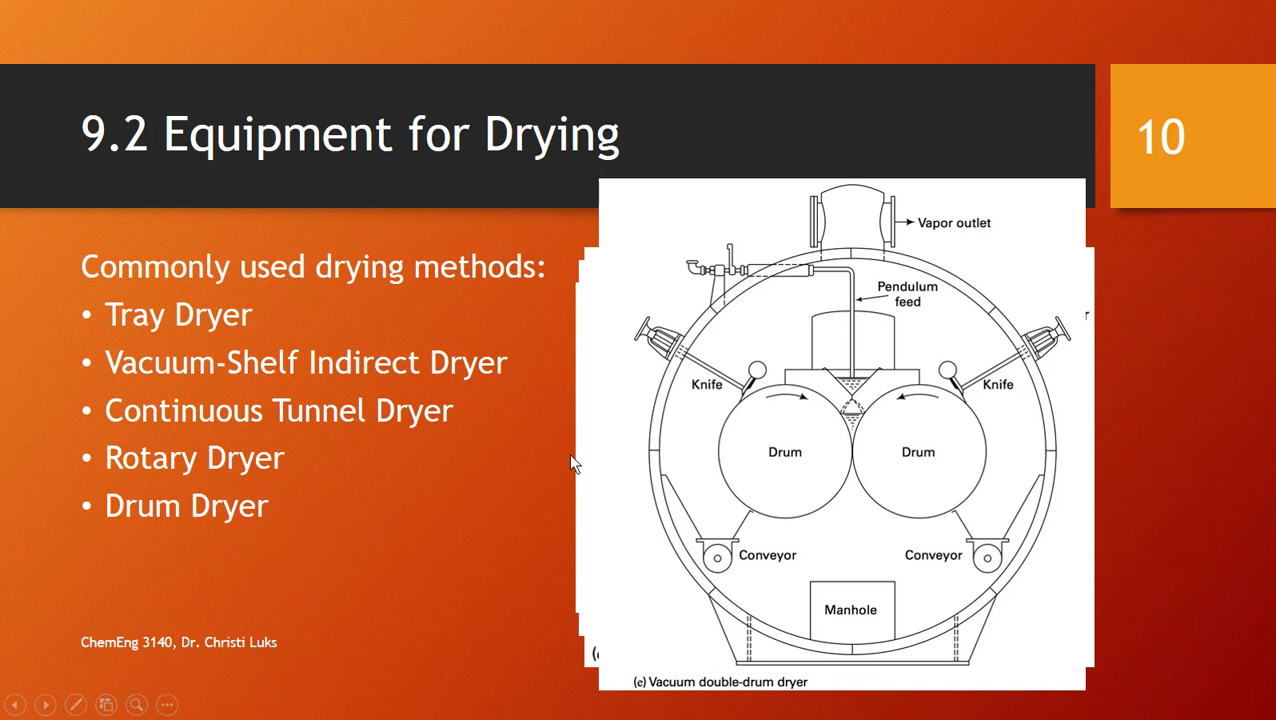 9.2 Equipment for Drying
10
Commonly used drying methods:
• Tray Dryer
• Vacuum-Shelf Indirect Dryer
• Continuous Tunnel Dryer
• Rotary Dryer
• Drum Dryer
ChemEng 3140, Dr. Christi Luks
Vapor outlet
Pendulum
feed
Knife
Knife
Drum
Drum
Conveyor
Conveyor
Manhole
(e) Vacuum double-drum dryer